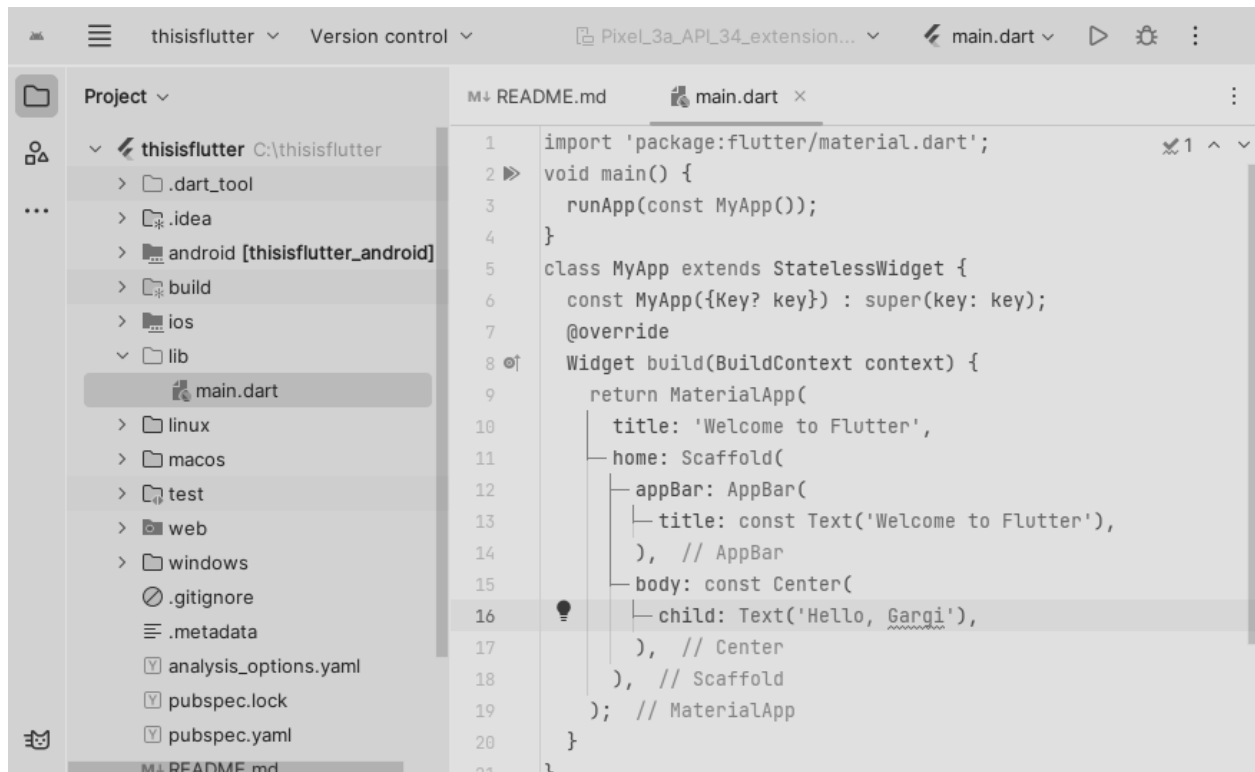 thisisflutter Version control Pixel_3a_API_34_extension... main.dart
Project
README.md main.dart
thisisflutter C:\thisisflutter
.dart_tool
.idea
android [thisisflutter_android]
build
ios
lib
main.dart
linux
macos
test
web
windows
.gitignore
.metadata
analysis_options.yaml
pubspec.lock
pubspec.yaml
M↓ README.md
1
1 import 'package:flutter/material.dart';
2 void main() {
3 runApp(const MyApp());
4 }
5 class MyApp extends StatelessWidget {
6 const MyApp({Key? key}) : super(key: key);
7 @override
8 Widget build(BuildContext context) {
9 return MaterialApp(
10 title: 'Welcome to Flutter',
11 home: Scaffold(
12 appBar: AppBar(
13 title: const Text('Welcome to Flutter'),
14 ), // AppBar
15 body: const Center(
16 child: Text('Hello, Gargi'),
17 ), // Center
18 ), // Scaffold
19 ); // MaterialApp
20 }
21 }